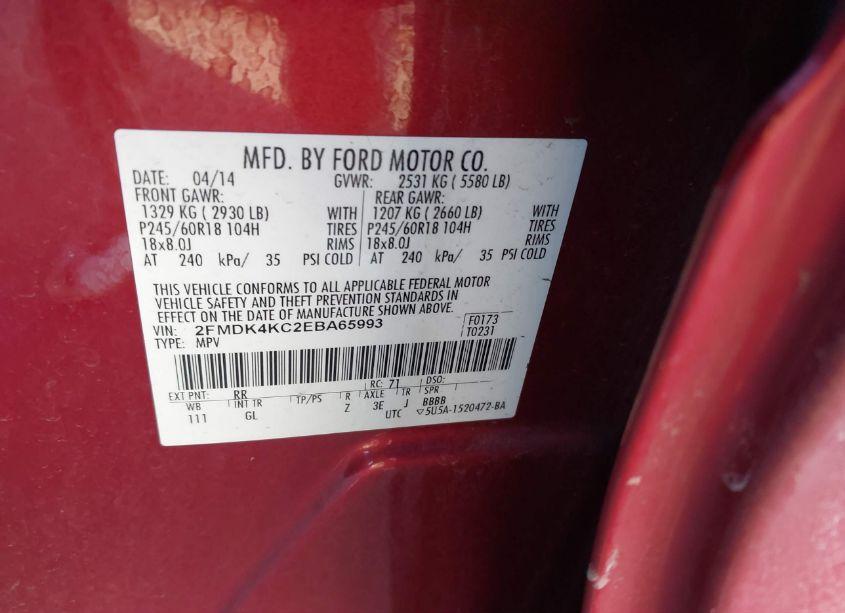 MFD. BY FORD MOTOR CO.
DATE: 04/14 GVWR: 2531 KG ( 5580 LB)
FRONT GAWR: REAR GAWR:
1329 KG ( 2930 LB) WITH 1207 KG ( 2660 LB) WITH
P245/60R18 104H TIRES P245/60R18 104H TIRES
18x8.0J RIMS 18x8.0J RIMS
AT 240 kPa/ 35 PSI COLD AT 240 kPa/ 35 PSI COLD
THIS VEHICLE CONFORMS TO ALL APPLICABLE FEDERAL MOTOR
VEHICLE SAFETY AND THEFT PREVENTION STANDARDS IN
EFFECT ON THE DATE OF MANUFACTURE SHOWN ABOVE.
VIN: 2FMDK4KC2EBA65993 F0173
TYPE: MPV T0231
EXT PNT: RR RC: 71 DSO:
WB INT TR TP/PS R AXLE TR SPR
111 GL Z 3E J BBBB
UTC ▽5U5A-1520472-BA